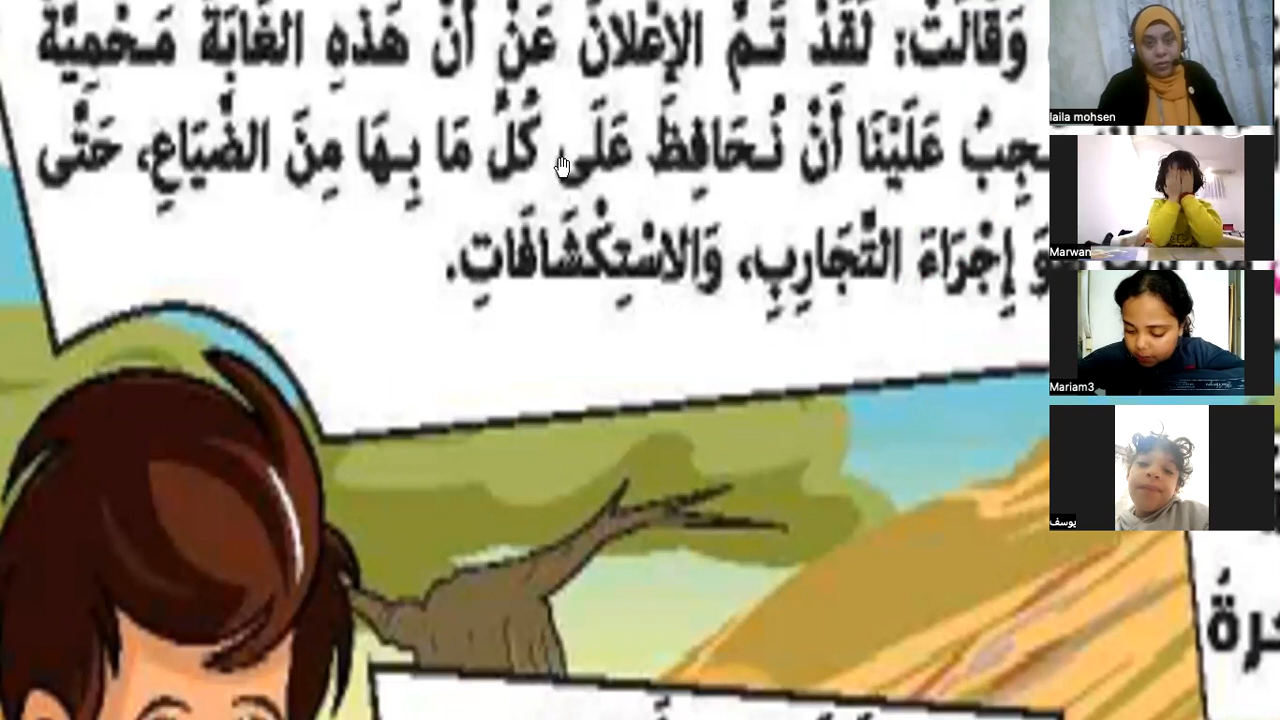 وَقَالَتْ: لَقَدْ تَمَّ الإِعْلَانُ عَنْ أَنَّ هَذِهِ الغَابَةَ مَحْمِيَّةٌ
يَجِبُ عَلَيْنَا أَنْ نُحَافِظَ عَلَى كُلِّ مَا بِهَا مِنَ الضَّيَاعِ، حَتَّى
إِجْرَاءَ التَّجَارِبِ، وَالاسْتِكْشَافَاتِ.
laila mohsen
Marwan
Mariam3
يوسف